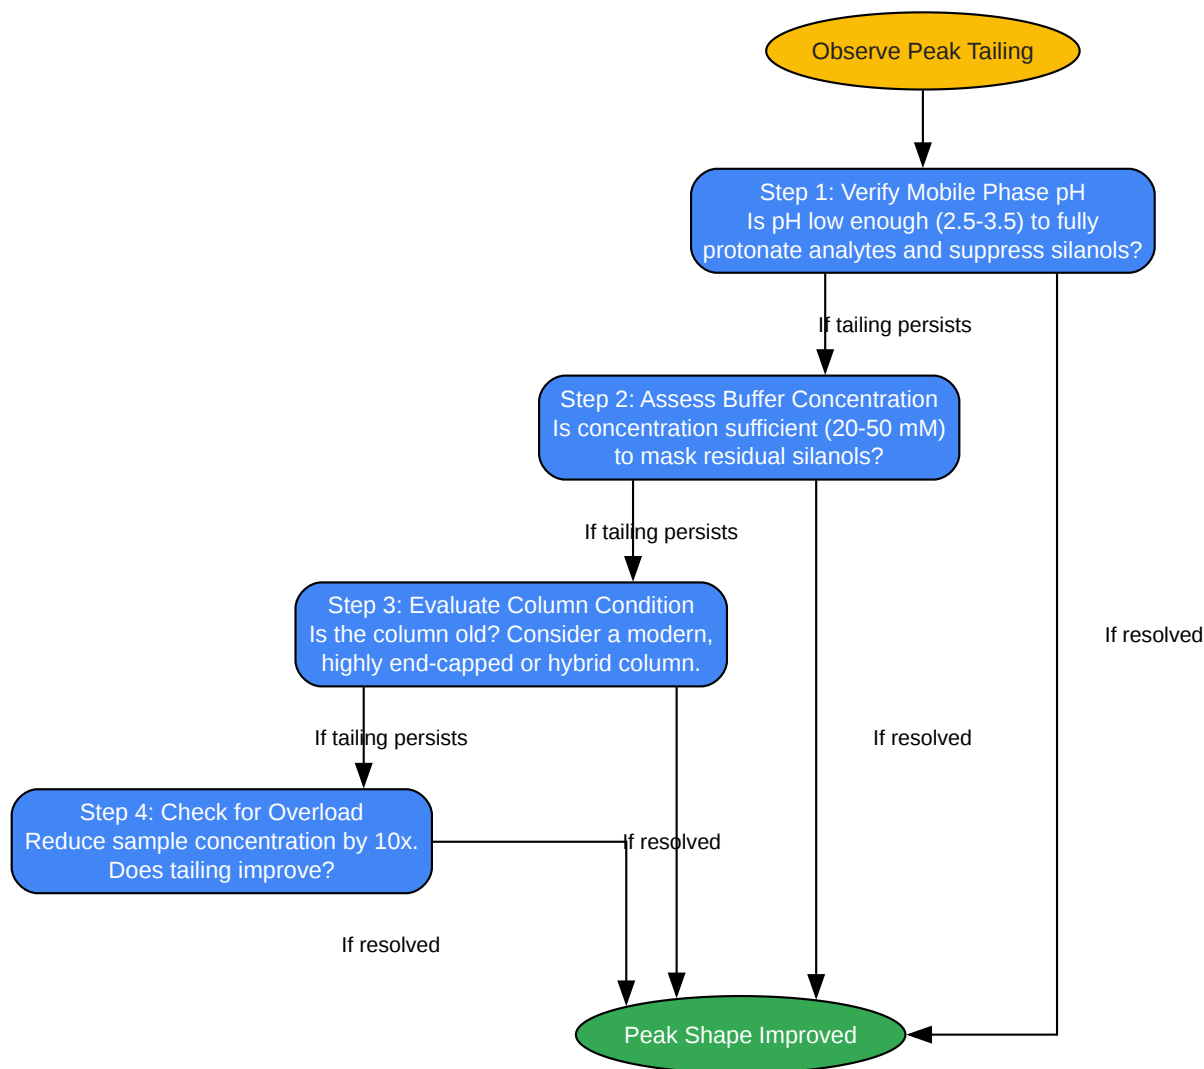 Observe Peak Tailing
Step 1: Verify Mobile Phase pH
Is pH low enough (2.5-3.5) to fully
protonate analytes and suppress silanols?
If tailing persists
Step 2: Assess Buffer Concentration
Is concentration sufficient (20-50 mM)
to mask residual silanols?
If tailing persists
Step 3: Evaluate Column Condition
Is the column old? Consider a modern,
highly end-capped or hybrid column.
If resolved
If tailing persists
If resolved
Step 4: Check for Overload
Reduce sample concentration by 10x.
Does tailing improve?
If resolved
If resolved
Peak Shape Improved